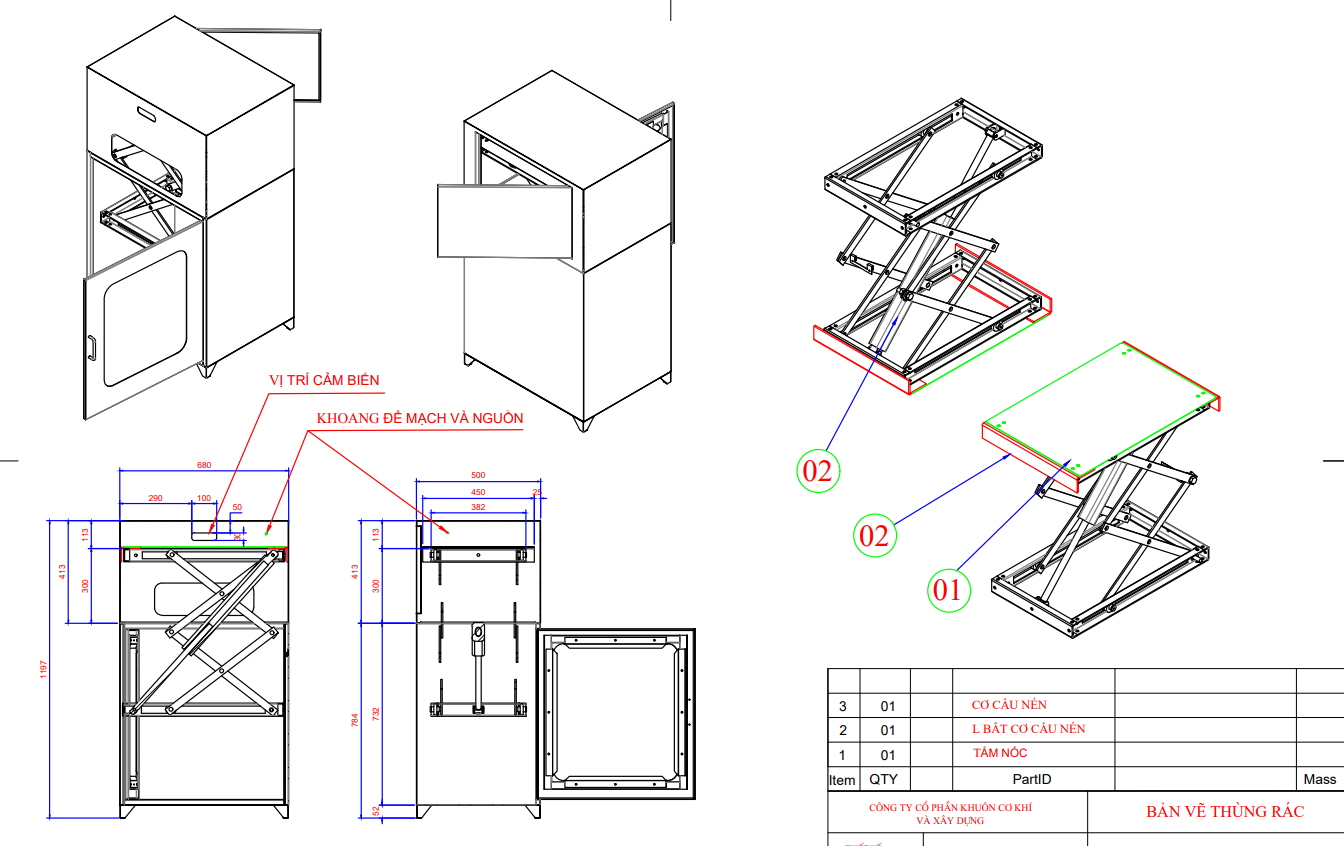 VỊ TRÍ CẢM BIẾN
KHOANG ĐỂ MẠCH VÀ NGUỒN
680
290
100
50
30
113
413
300
1197
500
450
25
382
113
413
300
784
732
52
02
02
01
3 01 CƠ CẤU NÉN
2 01 L BẮT CƠ CẤU NÉN
1 01 TẤM NÓC
Item QTY PartID Mass
CÔNG TY CỔ PHẦN KHUÔN CƠ KHÍ
VÀ XÂY DỰNG
BẢN VẼ THÙNG RÁC